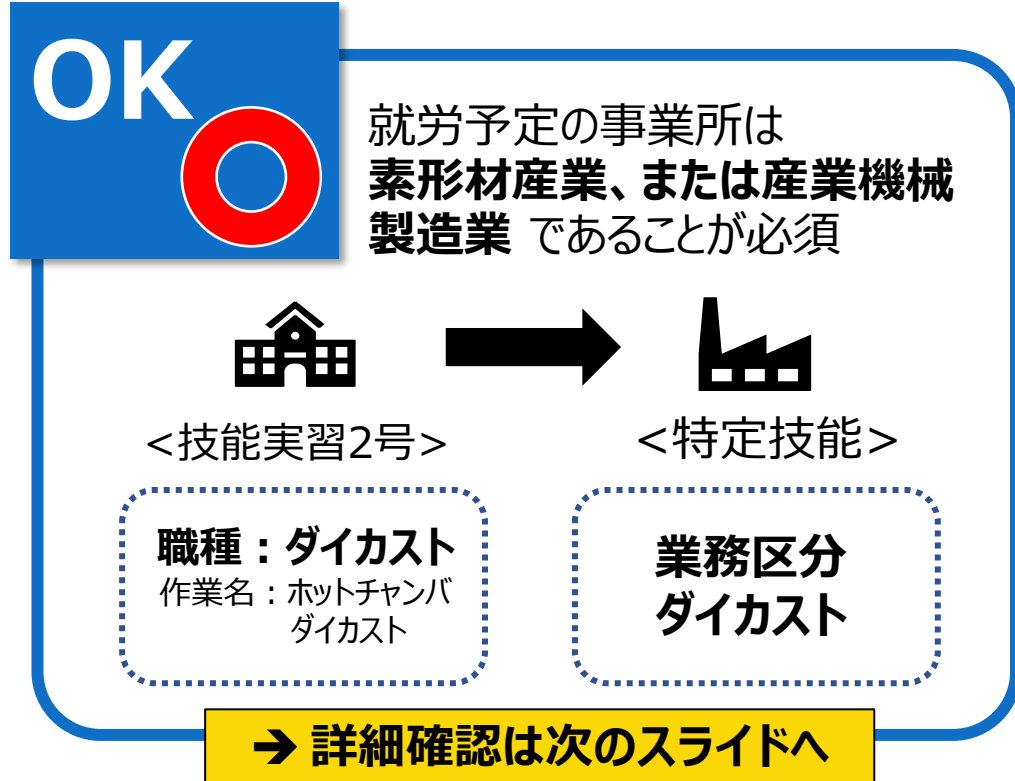 OK
就労予定の事業所は
素形材産業、または産業機械
製造業 であることが必須
<技能実習2号>
<特定技能>
職種：ダイカスト
作業名：ホットチャンバ
ダイカスト
業務区分
ダイカスト
➔ 詳細確認は次のスライドへ